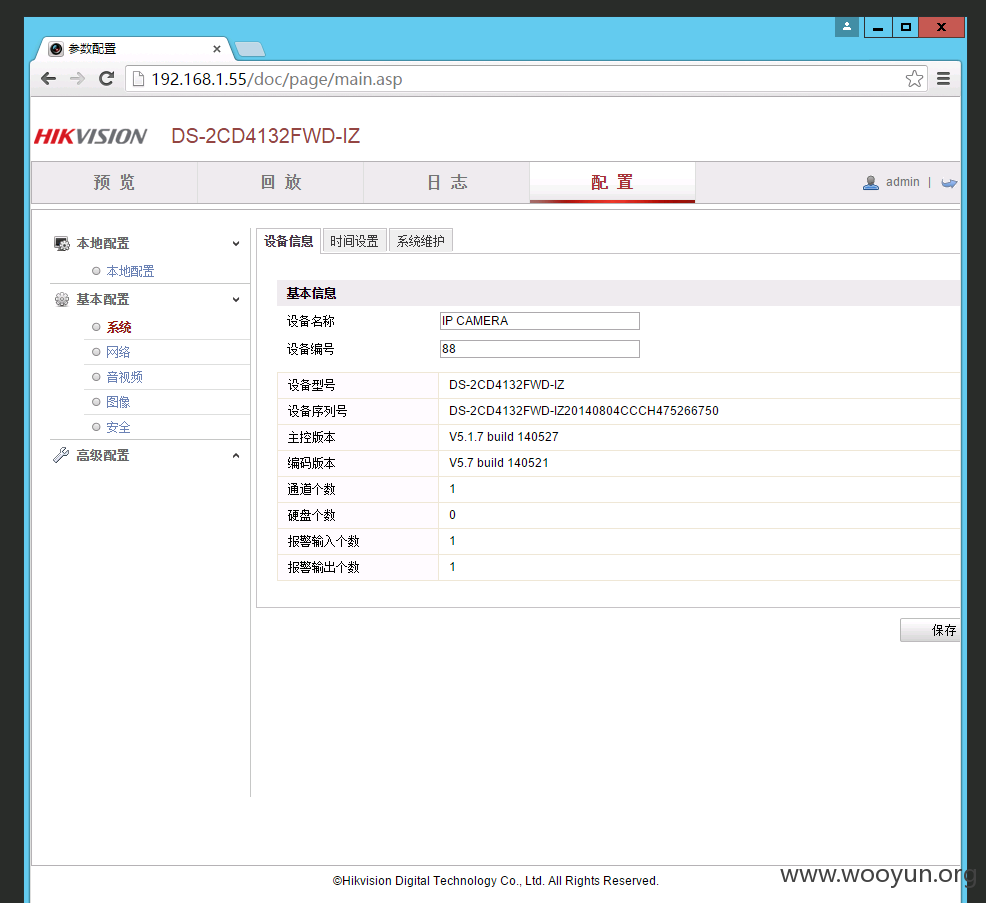 参数配置
192.168.1.55/doc/page/main.asp
HIKVISION DS-2CD4132FWD-IZ
预览 回放 日志 配置 admin |
本地配置
本地配置
基本配置
系统
网络
音视频
图像
安全
高级配置
设备信息 时间设置 系统维护
基本信息
设备名称 IP CAMERA
设备编号 88
设备型号 DS-2CD4132FWD-IZ
设备序列号 DS-2CD4132FWD-IZ20140804CCCH475266750
主控版本 V5.1.7 build 140527
编码版本 V5.7 build 140521
通道个数 1
硬盘个数 0
报警输入个数 1
报警输出个数 1
保存
©Hikvision Digital Technology Co., Ltd. All Rights Reserved.
www.wooyun.org